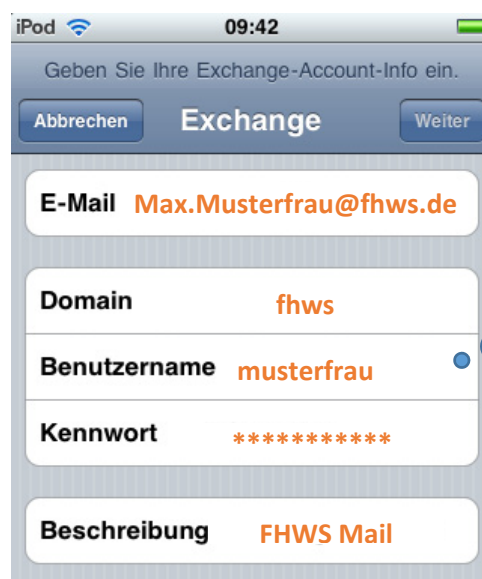 iPod 09:42
Geben Sie Ihre Exchange-Account-Info ein.
Abbrechen Exchange Weiter
E-Mail Max.Musterfrau@fhws.de
Domain fhws
Benutzername musterfrau
Kennwort ***********
Beschreibung FHWS Mail